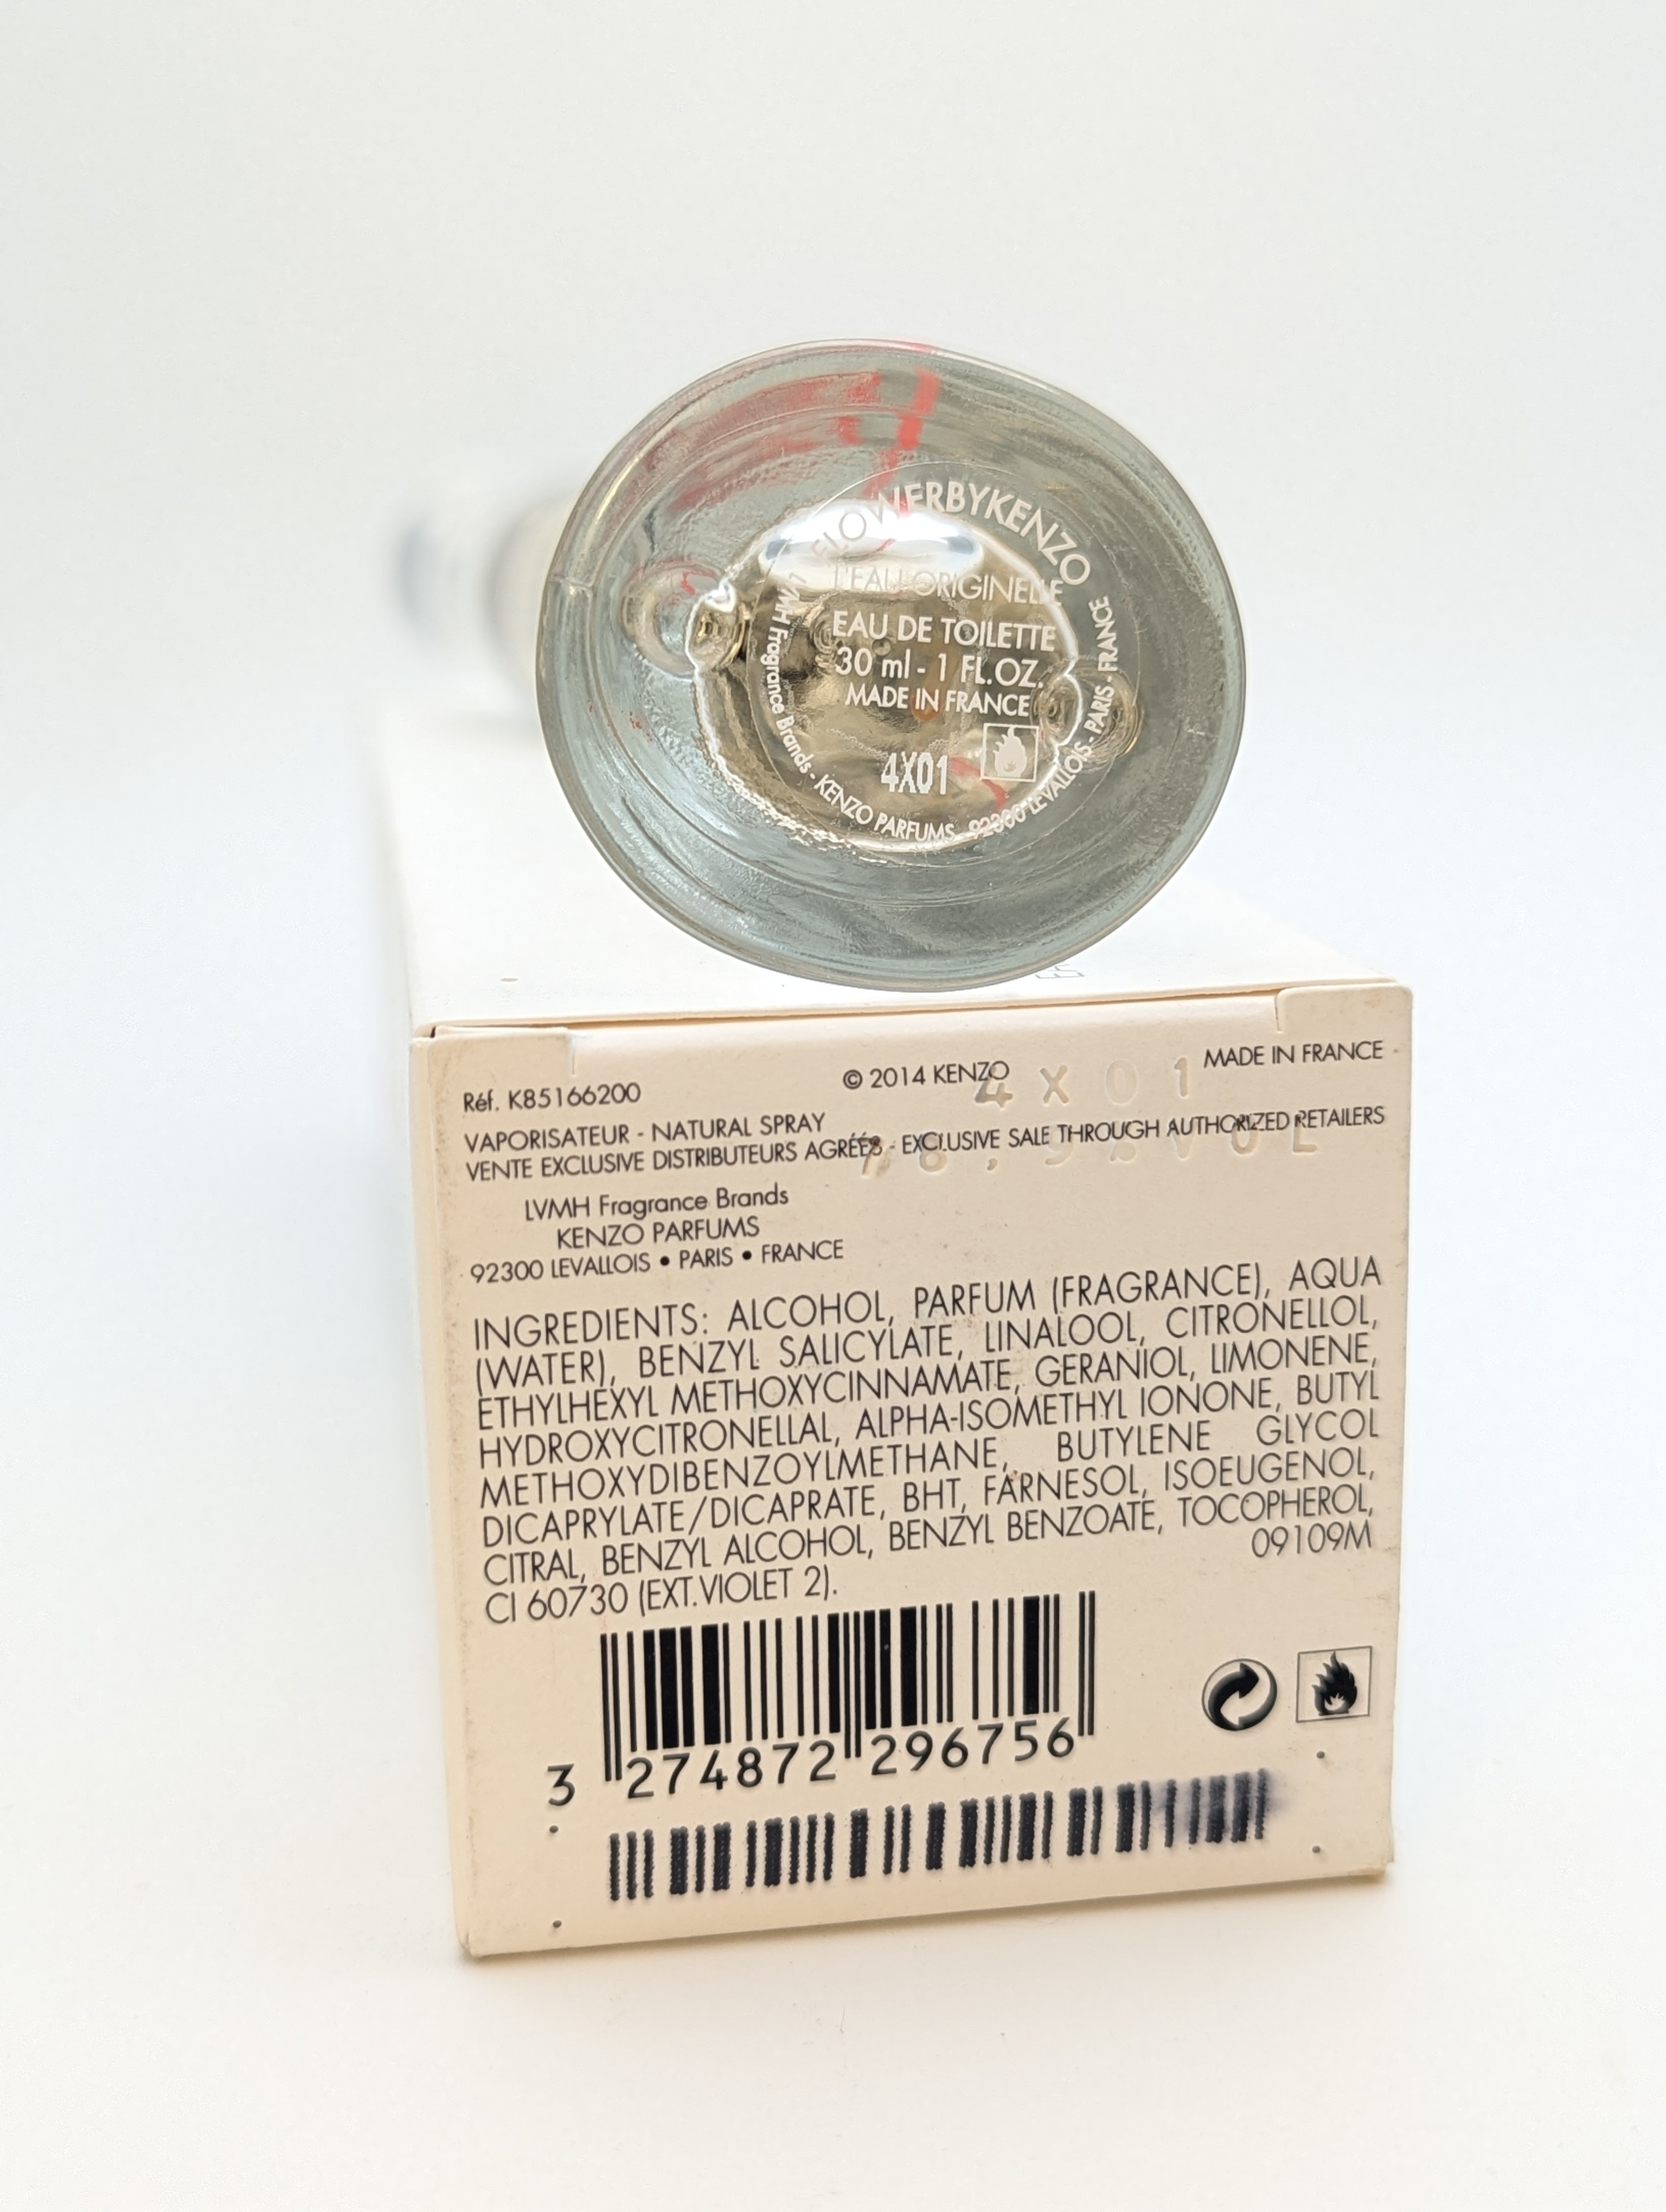 FLOWERBYKENZO
L'EAU ORIGINELLE
EAU DE TOILETTE
30 ml - 1 FL.OZ.
MADE IN FRANCE
4X01
LVMH Fragrance Brands - KENZO PARFUMS - 92300 LEVALLOIS - PARIS - FRANCE
Réf. K85166200
© 2014 KENZO
4X01
MADE IN FRANCE
VAPORISATEUR - NATURAL SPRAY
VENTE EXCLUSIVE DISTRIBUTEURS AGRÉÉS - EXCLUSIVE SALE THROUGH AUTHORIZED RETAILERS
LVMH Fragrance Brands
KENZO PARFUMS
92300 LEVALLOIS • PARIS • FRANCE
INGREDIENTS: ALCOHOL, PARFUM (FRAGRANCE), AQUA
(WATER), BENZYL SALICYLATE, LINALOOL, CITRONELLOL,
ETHYLHEXYL METHOXYCINNAMATE, GERANIOL, LIMONENE,
HYDROXYCITRONELLAL, ALPHA-ISOMETHYL IONONE, BUTYL
METHOXYDIBENZOYLMETHANE, BUTYLENE GLYCOL
DICAPRYLATE/DICAPRATE, BHT, FARNESOL, ISOEUGENOL,
CITRAL, BENZYL ALCOHOL, BENZYL BENZOATE, TOCOPHEROL,
CI 60730 (EXT.VIOLET 2).
09109M
3 274872 296756